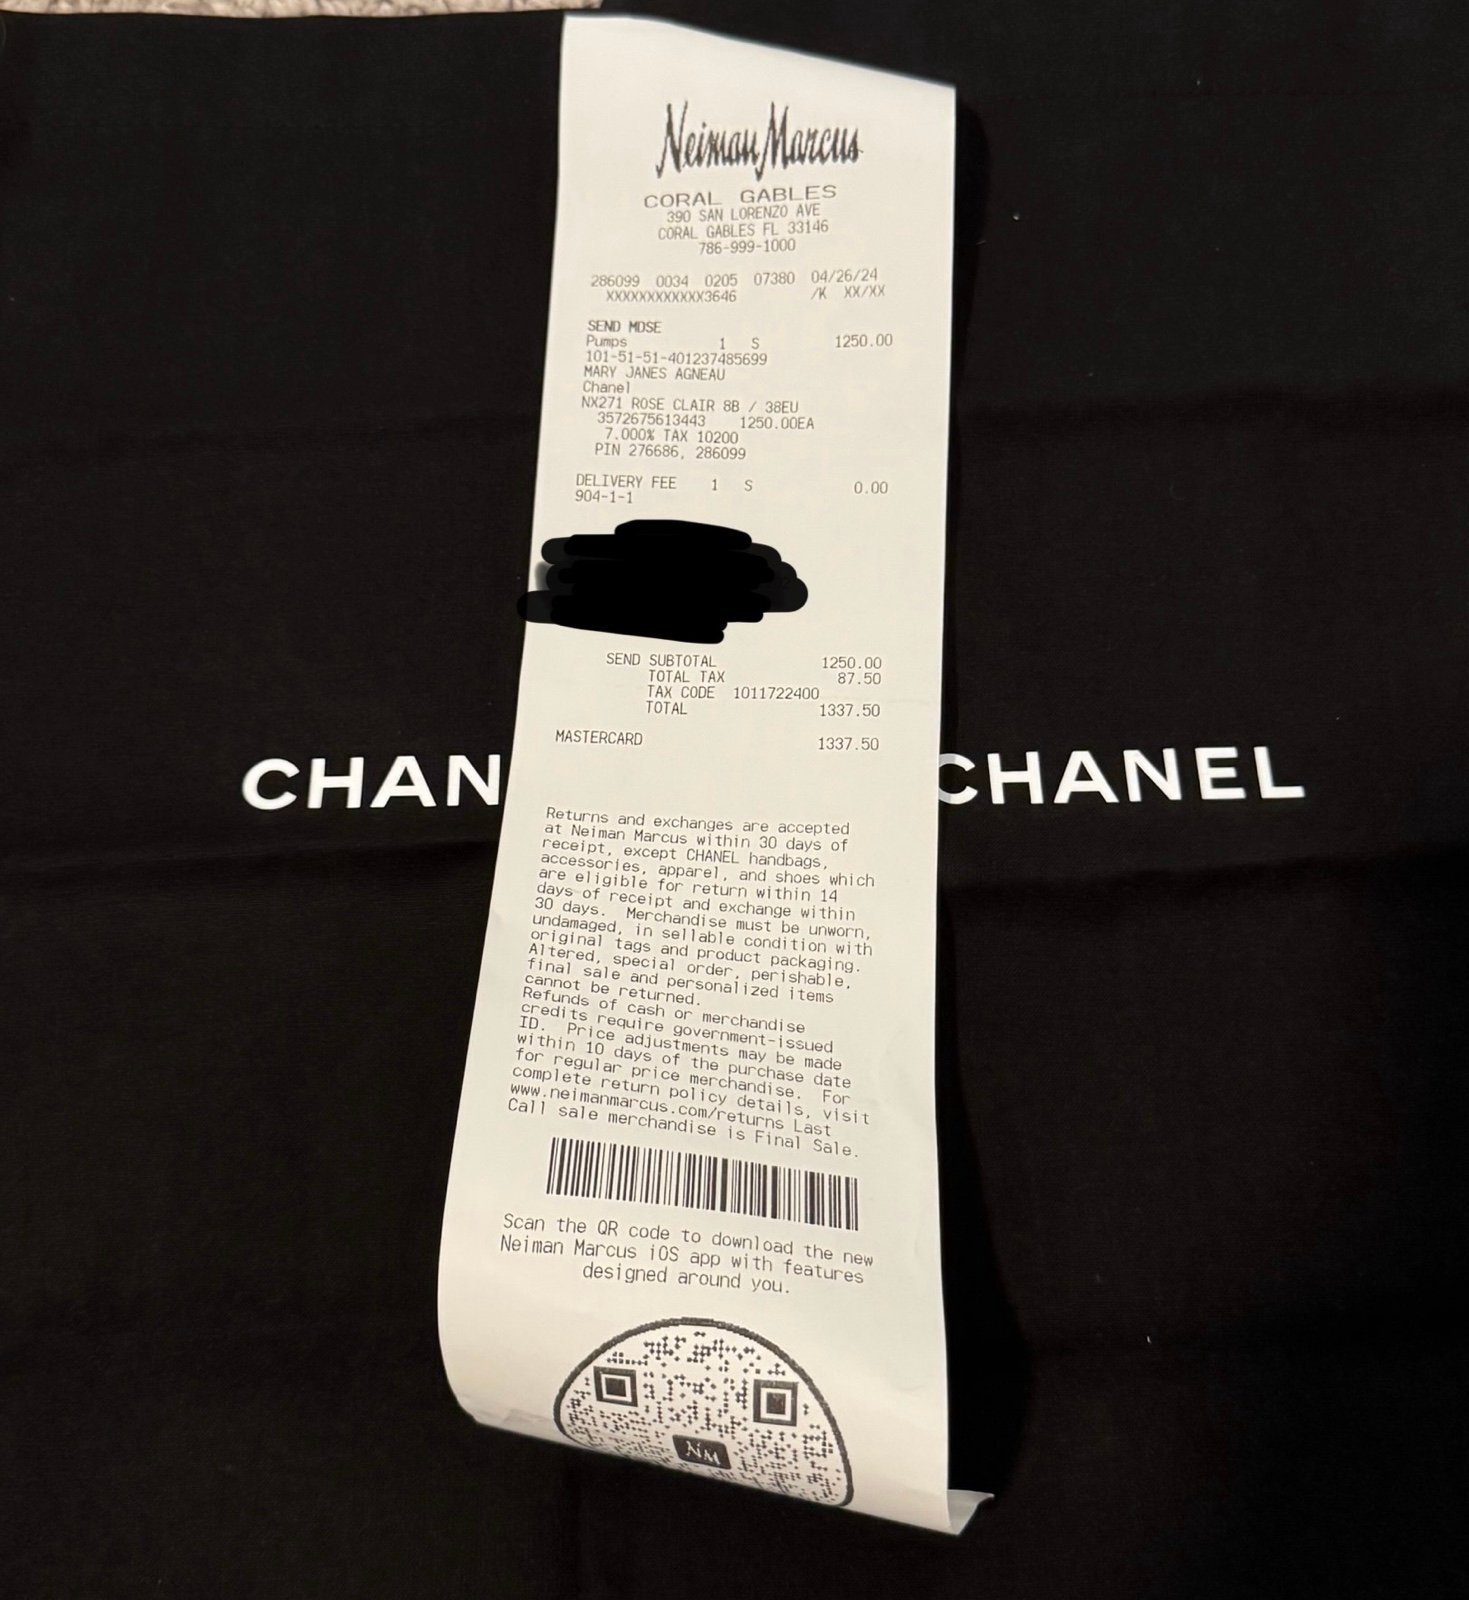 Neiman Marcus
CORAL GABLES
390 SAN LORENZO AVE
CORAL GABLES FL 33146
786-999-1000
286099 0034 0205 07380 04/26/24
XXXXXXXXXXXX3646 /K XX/XX
SEND MDSE
Pumps 1 S 1250.00
101-51-51-401237485699
MARY JANES AGNEAU
Chanel
NX271 ROSE CLAIR 8B / 38EU
3572675613443 1250.00EA
7.000% TAX 10200
PIN 276686, 286099
DELIVERY FEE 1 S 0.00
904-1-1
SEND SUBTOTAL 1250.00
TOTAL TAX 87.50
TAX CODE 1011722400
TOTAL 1337.50
MASTERCARD 1337.50
CHAN
CHANEL
Returns and exchanges are accepted
at Neiman Marcus within 30 days of
receipt, except CHANEL handbags,
accessories, apparel, and shoes which
are eligible for return within 14
days of receipt and exchange within
30 days. Merchandise must be unworn,
undamaged, in sellable condition with
original tags and product packaging.
Altered, special order, perishable,
final sale and personalized items
cannot be returned.
Refunds of cash or merchandise
credits require government-issued
ID. Price adjustments may be made
within 10 days of the purchase date
for regular price merchandise. For
complete return policy details, visit
www.neimanmarcus.com/returns Last
Call sale merchandise is Final Sale.
Scan the QR code to download the new
Neiman Marcus iOS app with features
designed around you.
NM